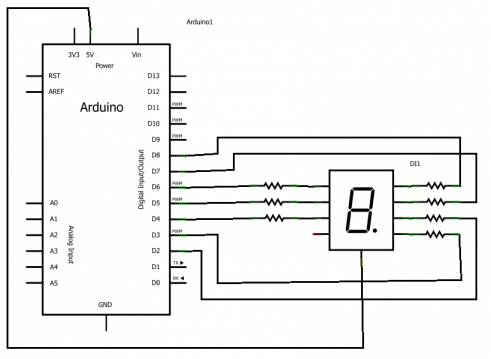 Arduino1
3V3 5V Vin
Power
RST D13
AREF D12
Arduino D11 PWM
D10 PWM
D9 PWM
D8
D7
Digital Input/Output
D6 PWM
D5 PWM
D4
D3 PWM
D2
D1 TX ▶
D0 RX ◀
A0
A1
A2
A3
A4
A5
Analog Input
GND
DI1
8.